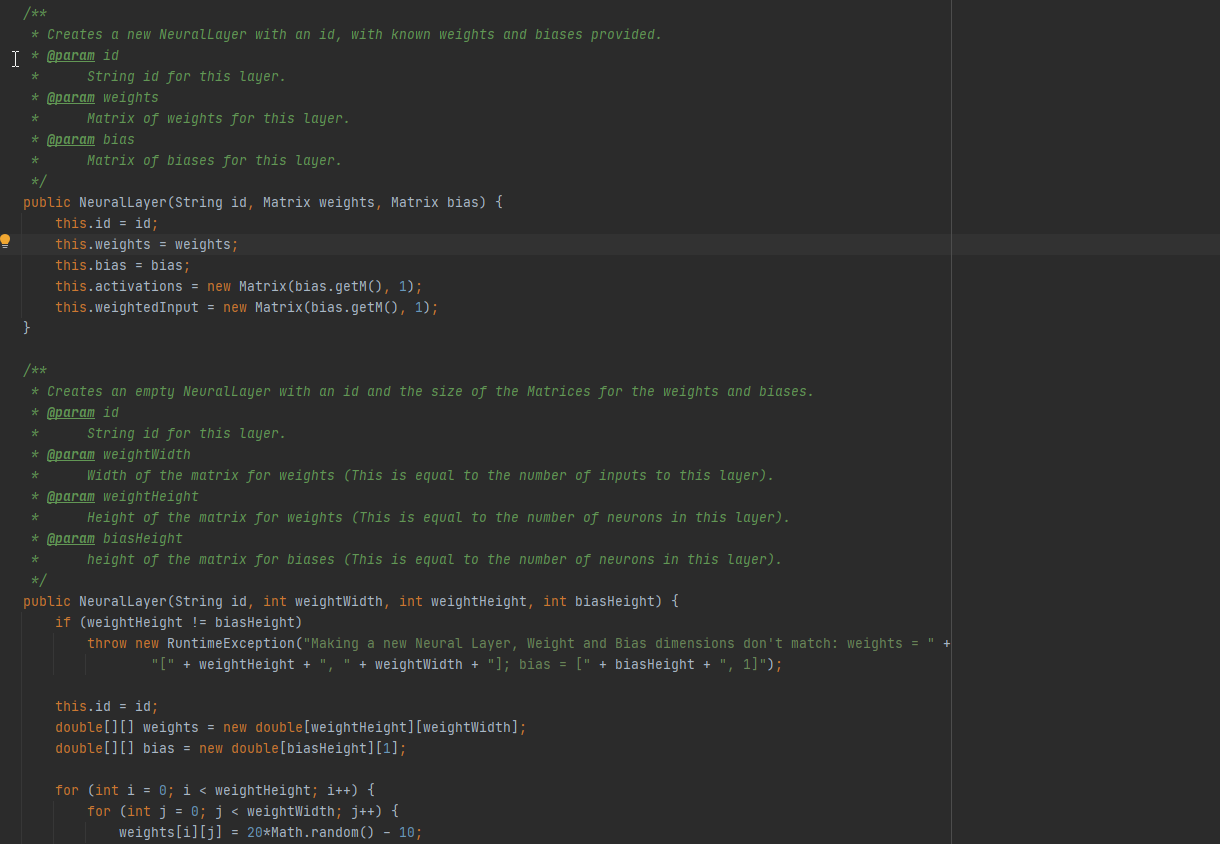 /**
 * Creates a new NeuralLayer with an id, with known weights and biases provided.
 * @param id
 *      String id for this layer.
 * @param weights
 *      Matrix of weights for this layer.
 * @param bias
 *      Matrix of biases for this layer.
 */
public NeuralLayer(String id, Matrix weights, Matrix bias) {
    this.id = id;
    this.weights = weights;
    this.bias = bias;
    this.activations = new Matrix(bias.getM(), 1);
    this.weightedInput = new Matrix(bias.getM(), 1);
}

/**
 * Creates an empty NeuralLayer with an id and the size of the Matrices for the weights and biases.
 * @param id
 *      String id for this layer.
 * @param weightWidth
 *      Width of the matrix for weights (This is equal to the number of inputs to this layer).
 * @param weightHeight
 *      Height of the matrix for weights (This is equal to the number of neurons in this layer).
 * @param biasHeight
 *      height of the matrix for biases (This is equal to the number of neurons in this layer).
 */
public NeuralLayer(String id, int weightWidth, int weightHeight, int biasHeight) {
    if (weightHeight != biasHeight)
        throw new RuntimeException("Making a new Neural Layer, Weight and Bias dimensions don't match: weights = " +
                "[" + weightHeight + ", " + weightWidth + "]; bias = [" + biasHeight + ", 1]");

    this.id = id;
    double[][] weights = new double[weightHeight][weightWidth];
    double[][] bias = new double[biasHeight][1];

    for (int i = 0; i < weightHeight; i++) {
        for (int j = 0; j < weightWidth; j++) {
            weights[i][j] = 20*Math.random() - 10;